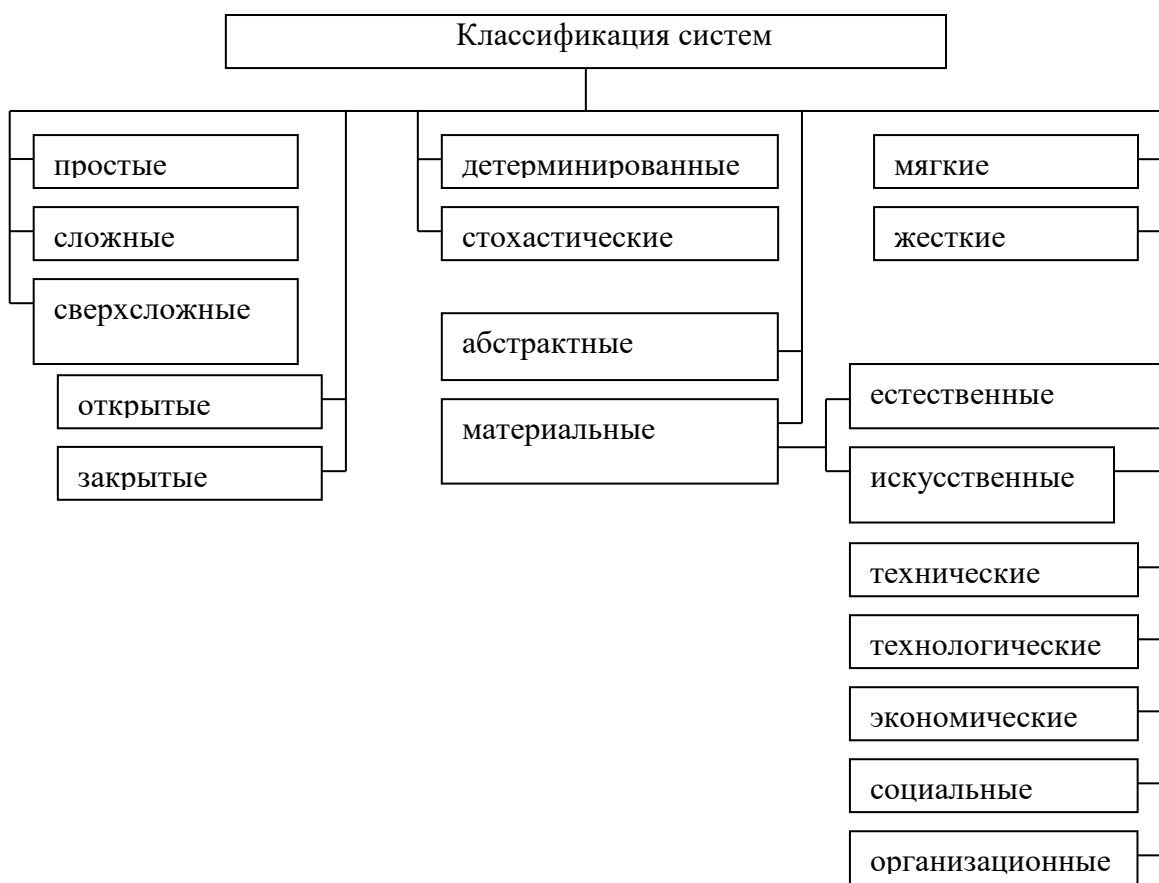 Классификация систем
простые
сложные
сверхсложные
открытые
закрытые
детерминированные
стохастические
абстрактные
материальные
мягкие
жесткие
естественные
искусственные
технические
технологические
экономические
социальные
организационные